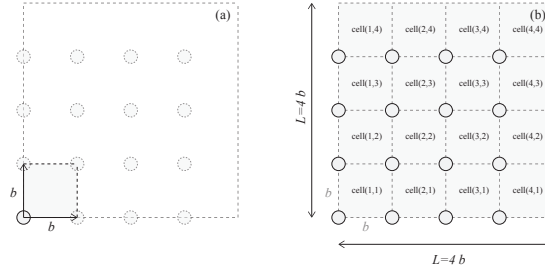 (a)
b
b
(b)
cell(1,4) cell(2,4) cell(3,4) cell(4,4)
cell(1,3) cell(2,3) cell(3,3) cell(4,3)
cell(1,2) cell(2,2) cell(3,2) cell(4,2)
cell(1,1) cell(2,1) cell(3,1) cell(4,1)
L=4 b
b
b
L=4 b